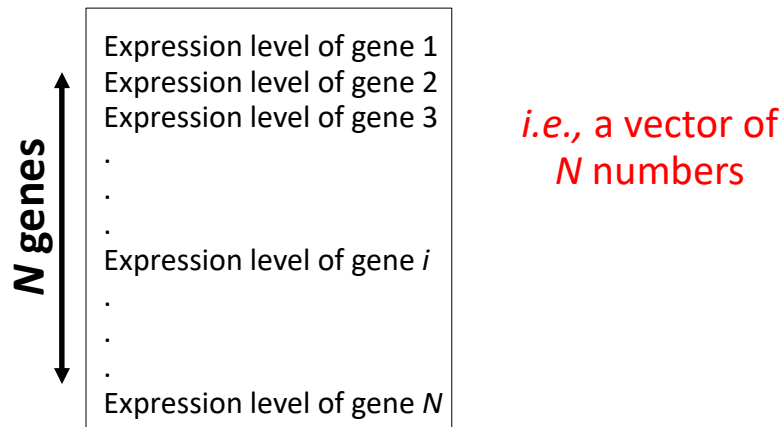 Expression level of gene 1
Expression level of gene 2
Expression level of gene 3
.
.
.
Expression level of gene i
.
.
.
Expression level of gene N
N genes
i.e., a vector of
N numbers